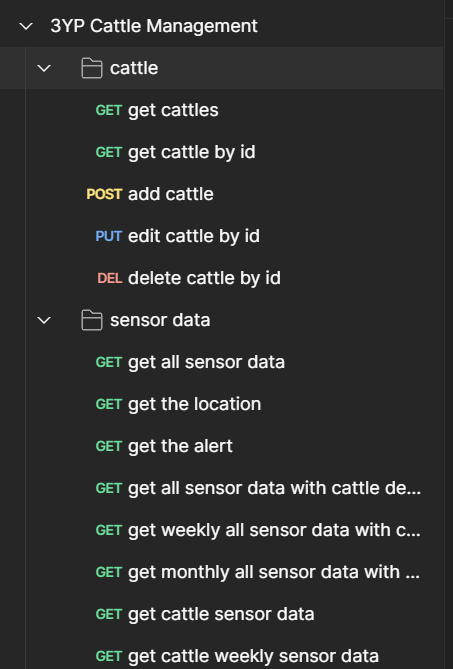 3YP Cattle Management
cattle
GET get cattles
GET get cattle by id
POST add cattle
PUT edit cattle by id
DEL delete cattle by id
sensor data
GET get all sensor data
GET get the location
GET get the alert
GET get all sensor data with cattle de...
GET get weekly all sensor data with c...
GET get monthly all sensor data with ...
GET get cattle sensor data
GET get cattle weekly sensor data